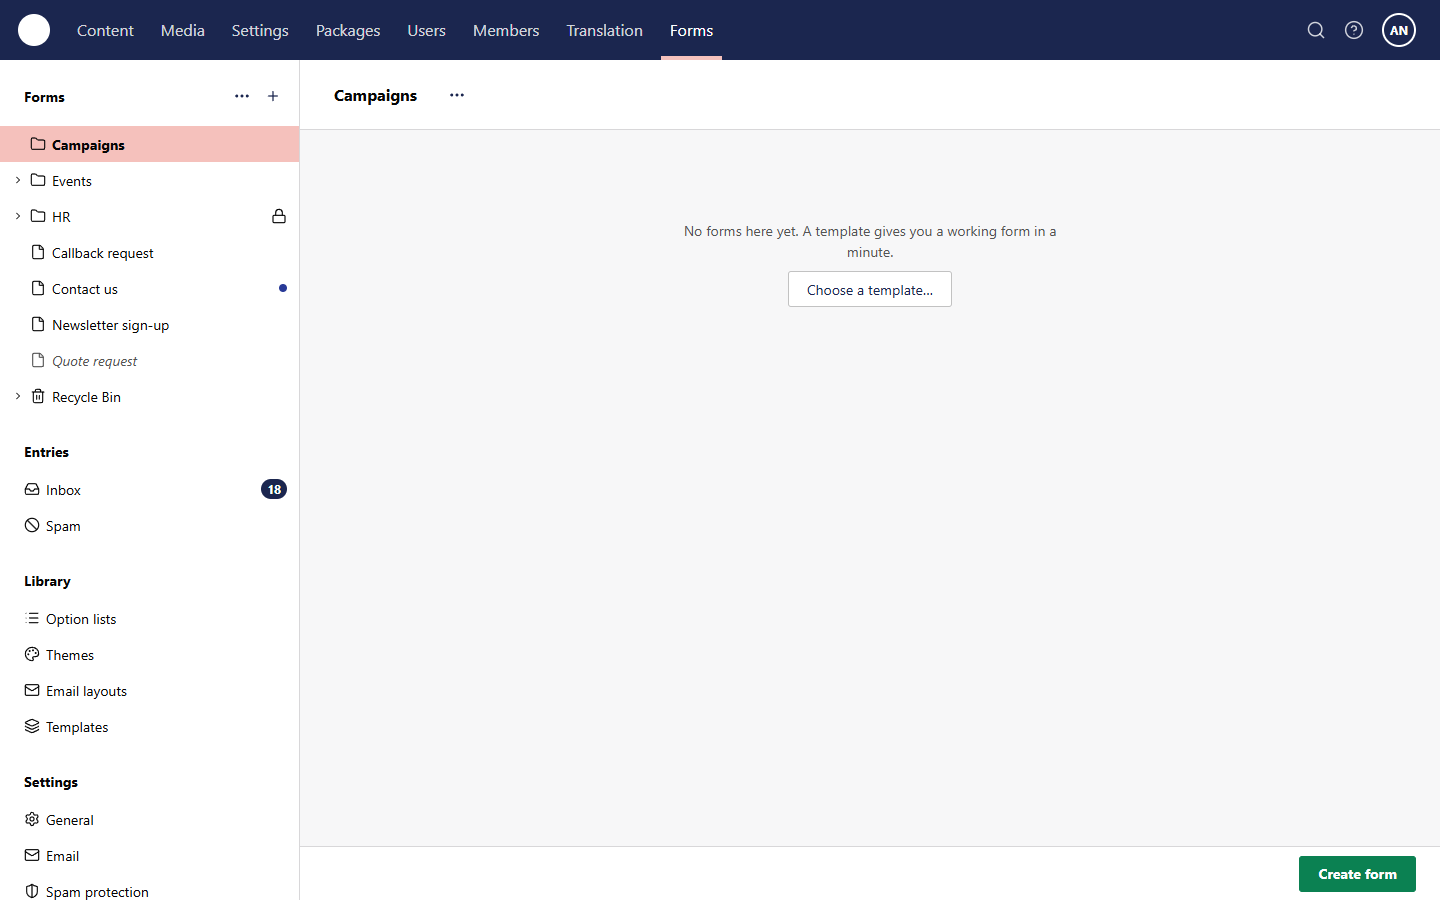 Content Media Settings Packages Users Members Translation Forms AN
Forms
Campaigns
Events
HR
Callback request
Contact us
Newsletter sign-up
Quote request
Recycle Bin
Entries
Inbox 18
Spam
Library
Option lists
Themes
Email layouts
Templates
Settings
General
Email
Spam protection
Campaigns
No forms here yet. A template gives you a working form in a
minute.
Choose a template...
Create form